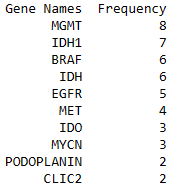 Gene Names Frequency
MGMT 8
IDH1 7
BRAF 6
IDH 6
EGFR 5
MET 4
IDO 3
MYCN 3
PODOPLANIN 2
CLIC2 2